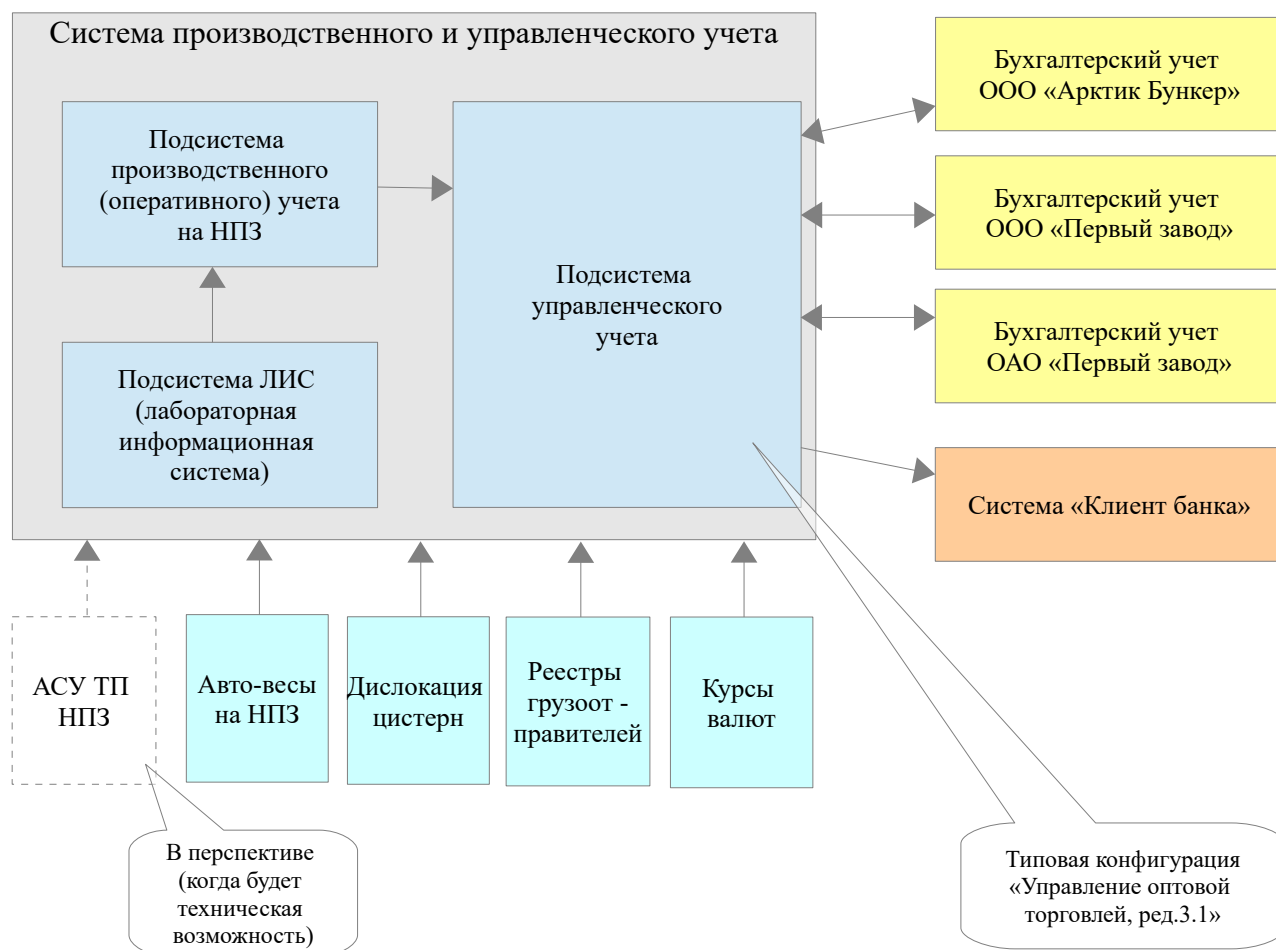 Система производственного и управленческого учета
Бухгалтерский учет
ООО «Арктик Бункер»
Подсистема
производственного
(оперативного) учета
на НПЗ
Бухгалтерский учет
ООО «Первый завод»
Подсистема
управленческого
учета
Бухгалтерский учет
ОАО «Первый завод»
Подсистема ЛИС
(лабораторная
информационная
система)
Система «Клиент банка»
АСУ ТП
НПЗ
Авто-весы
на НПЗ
Дислокация
цистерн
Реестры
грузоот -
правителей
Курсы
валют
В перспективе
(когда будет
техническая
возможность)
Типовая конфигурация
«Управление оптовой
торговлей, ред.3.1»